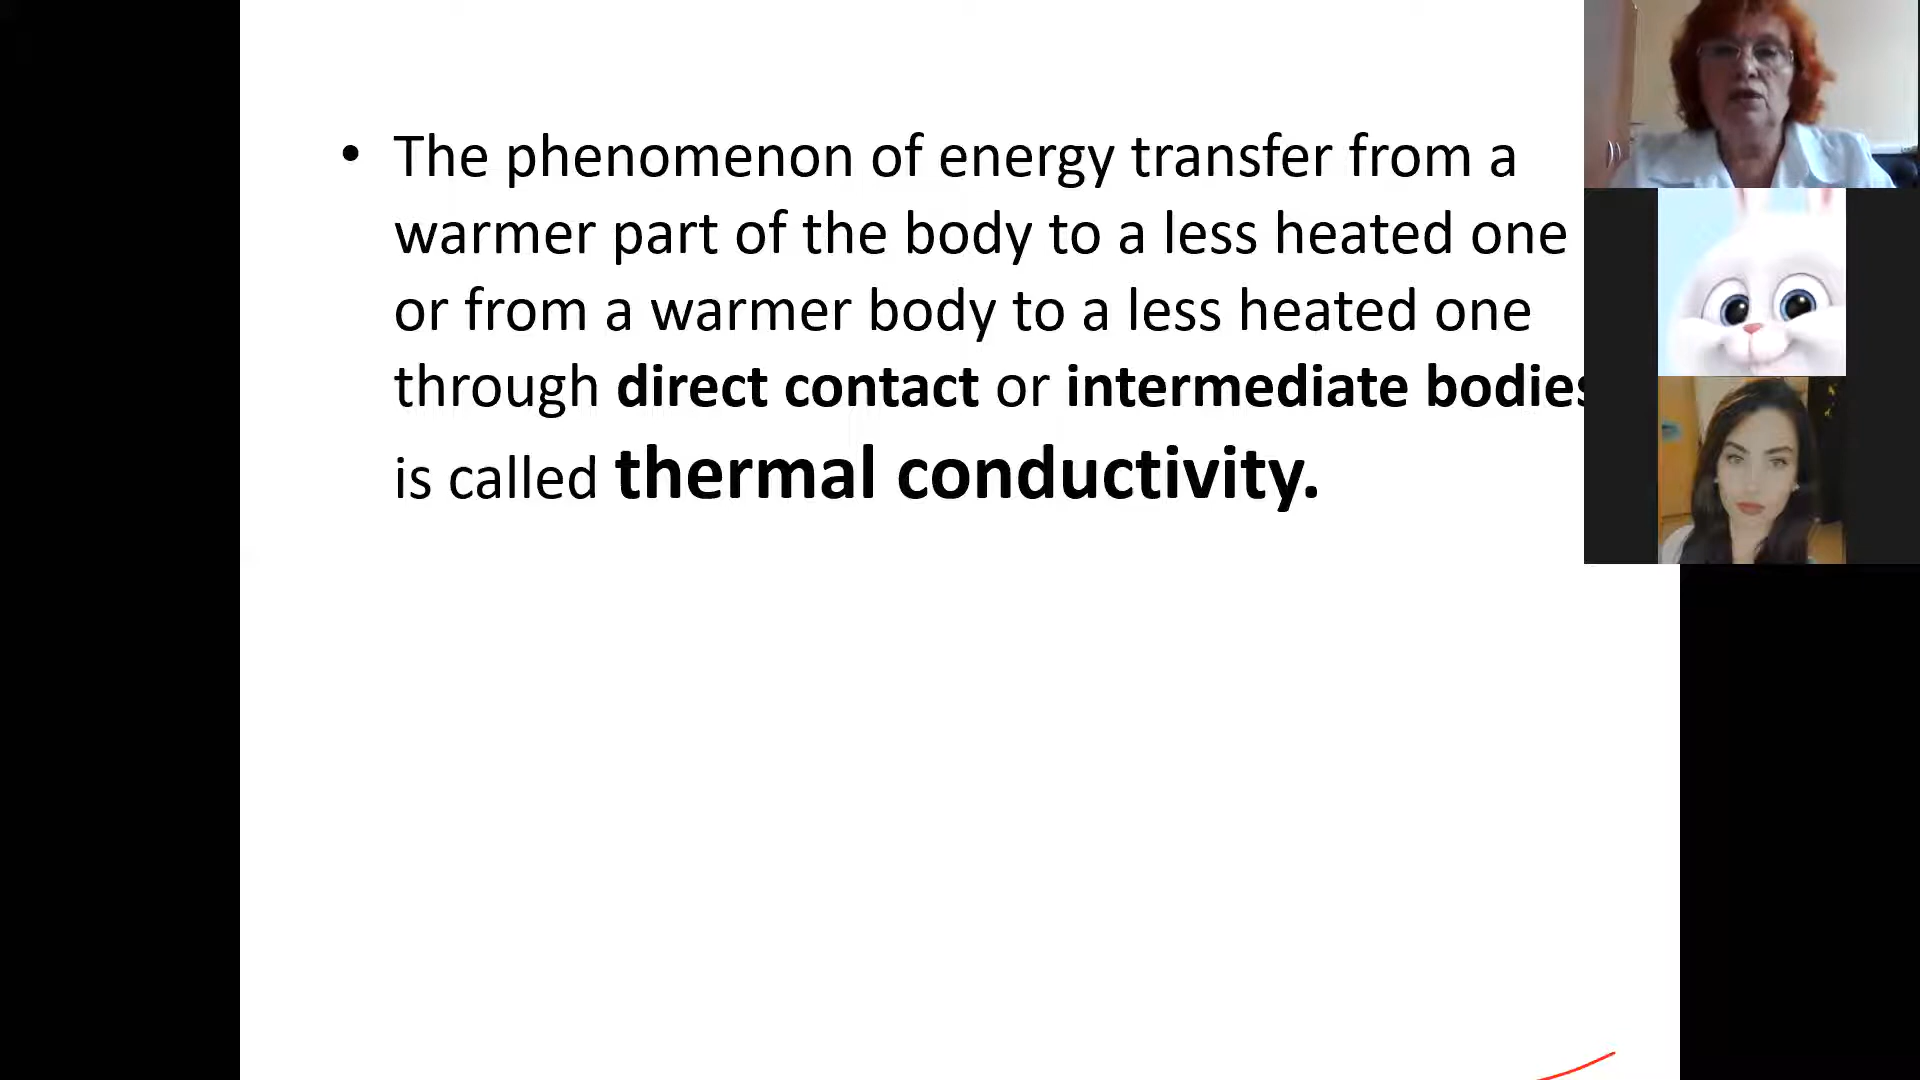 • The phenomenon of energy transfer from a
warmer part of the body to a less heated one
or from a warmer body to a less heated one
through direct contact or intermediate bodies
is called thermal conductivity.